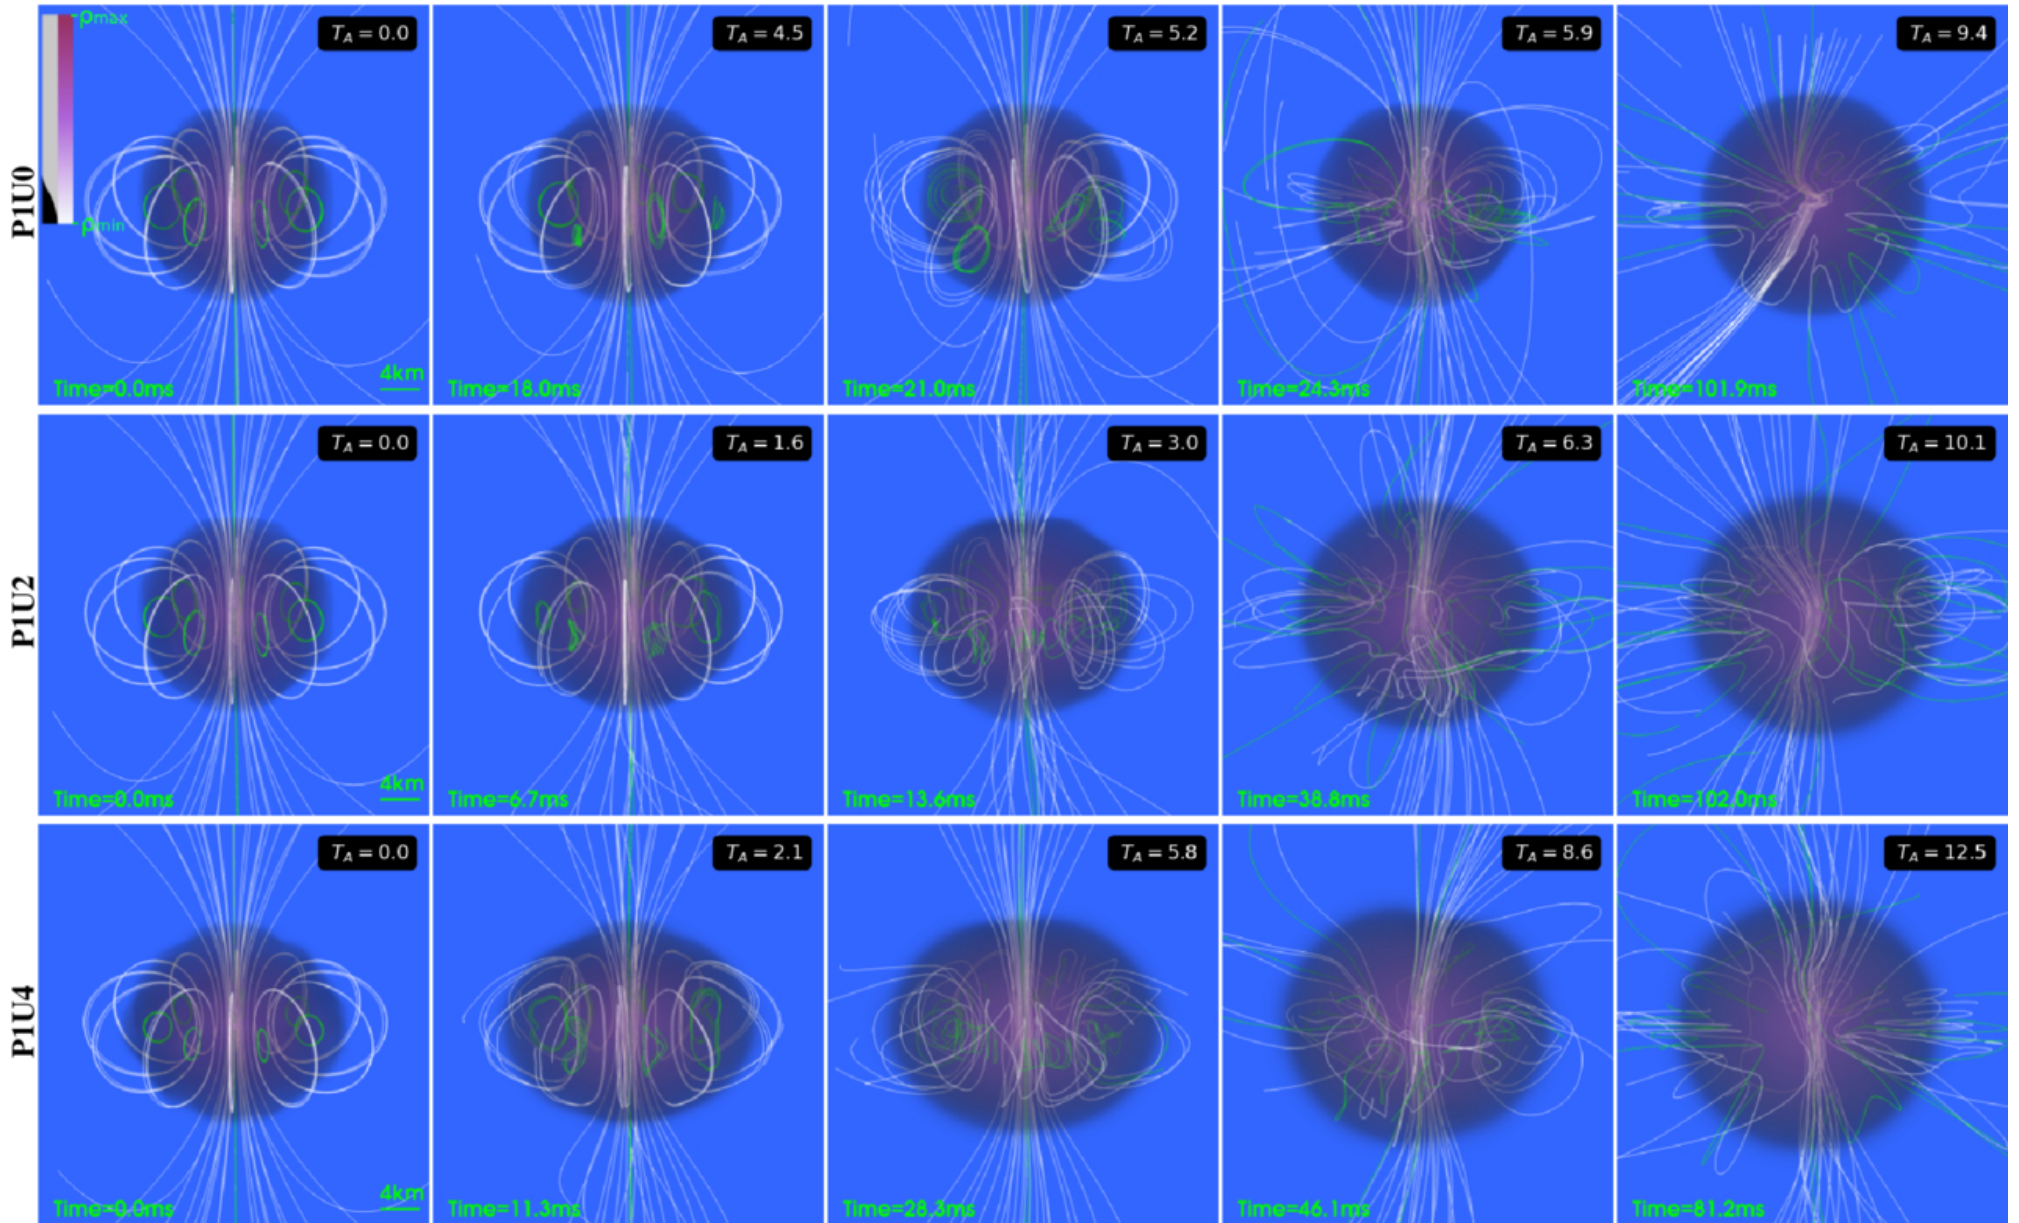 ρmax
ρmin
P1U0
T_A = 0.0
T_A = 4.5
T_A = 5.2
T_A = 5.9
T_A = 9.4
4km
Time=0.0ms
Time=18.0ms
Time=21.0ms
Time=24.3ms
Time=101.9ms
P1U2
T_A = 0.0
T_A = 1.6
T_A = 3.0
T_A = 6.3
T_A = 10.1
4km
Time=0.0ms
Time=6.7ms
Time=13.6ms
Time=38.8ms
Time=102.0ms
P1U4
T_A = 0.0
T_A = 2.1
T_A = 5.8
T_A = 8.6
T_A = 12.5
4km
Time=0.0ms
Time=11.3ms
Time=28.3ms
Time=46.1ms
Time=81.2ms